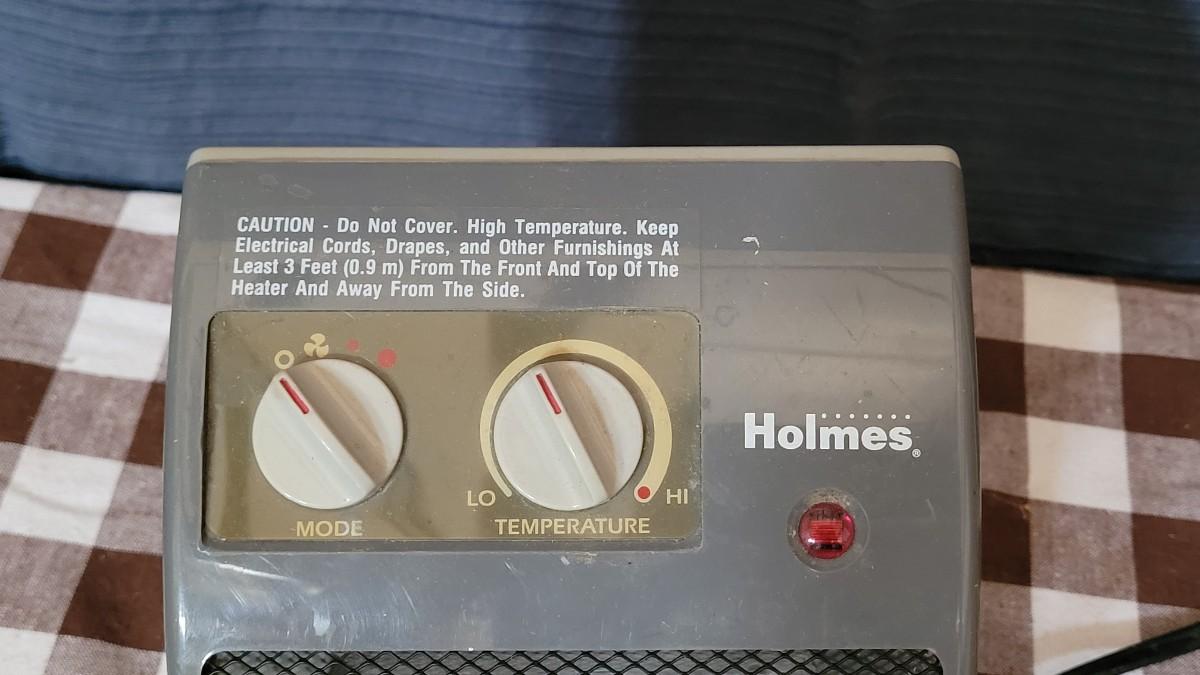 CAUTION - Do Not Cover. High Temperature. Keep
Electrical Cords, Drapes, and Other Furnishings At
Least 3 Feet (0.9 m) From The Front And Top Of The
Heater And Away From The Side.
LO HI
MODE TEMPERATURE
Holmes®